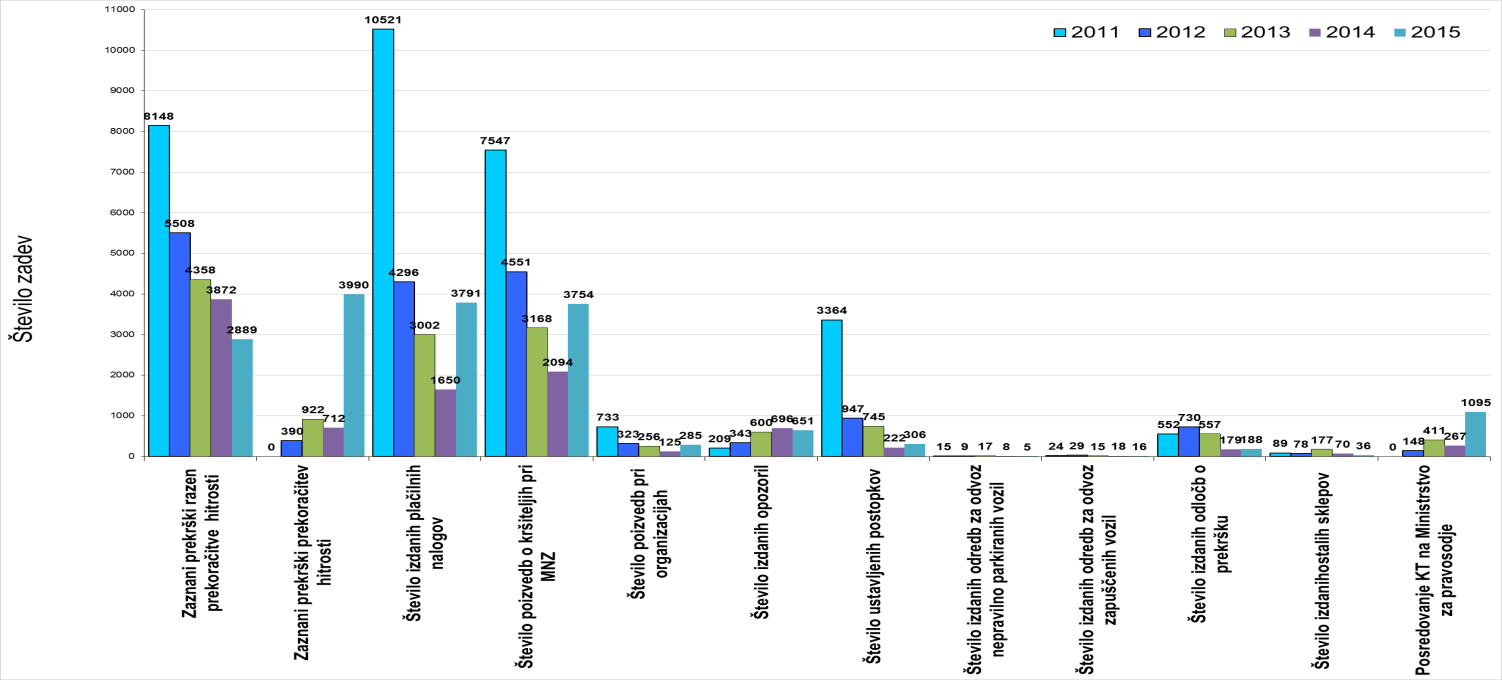 11000
10000
9000
8000
7000
6000
5000
4000
3000
2000
1000
0
Število zadev
2011 2012 2013 2014 2015
8148 5508 4358 3872 2889
0 390 922 712 3990
10521 4296 3002 1650 3791
7547 4551 3168 2094 3754
733 323 256 125 285
209 343 600 696 651
3364 947 745 222 306
15 9 17 8 5
24 29 15 18 16
552 730 557 179 188
89 78 177 70 36
0 148 411 267 1095
Zaznani prekrški razen
prekoračitve hitrosti
Zaznani prekrški prekoračitev
hitrosti
Število izdanih plačilnih
nalogov
Število poizvedb o kršiteljih pri
MNZ
Število poizvedb pri
organizacijah
Število izdanih opozoril
Število ustavljenih postopkov
Število izdanih odredb za odvoz
nepravilno parkiranih vozil
Število izdanih odredb za odvoz
zapuščenih vozil
Število izdanih odločb o
prekršku
Število izdanihostalih sklepov
Posredovanje KT na Ministrstvo
za pravosodje